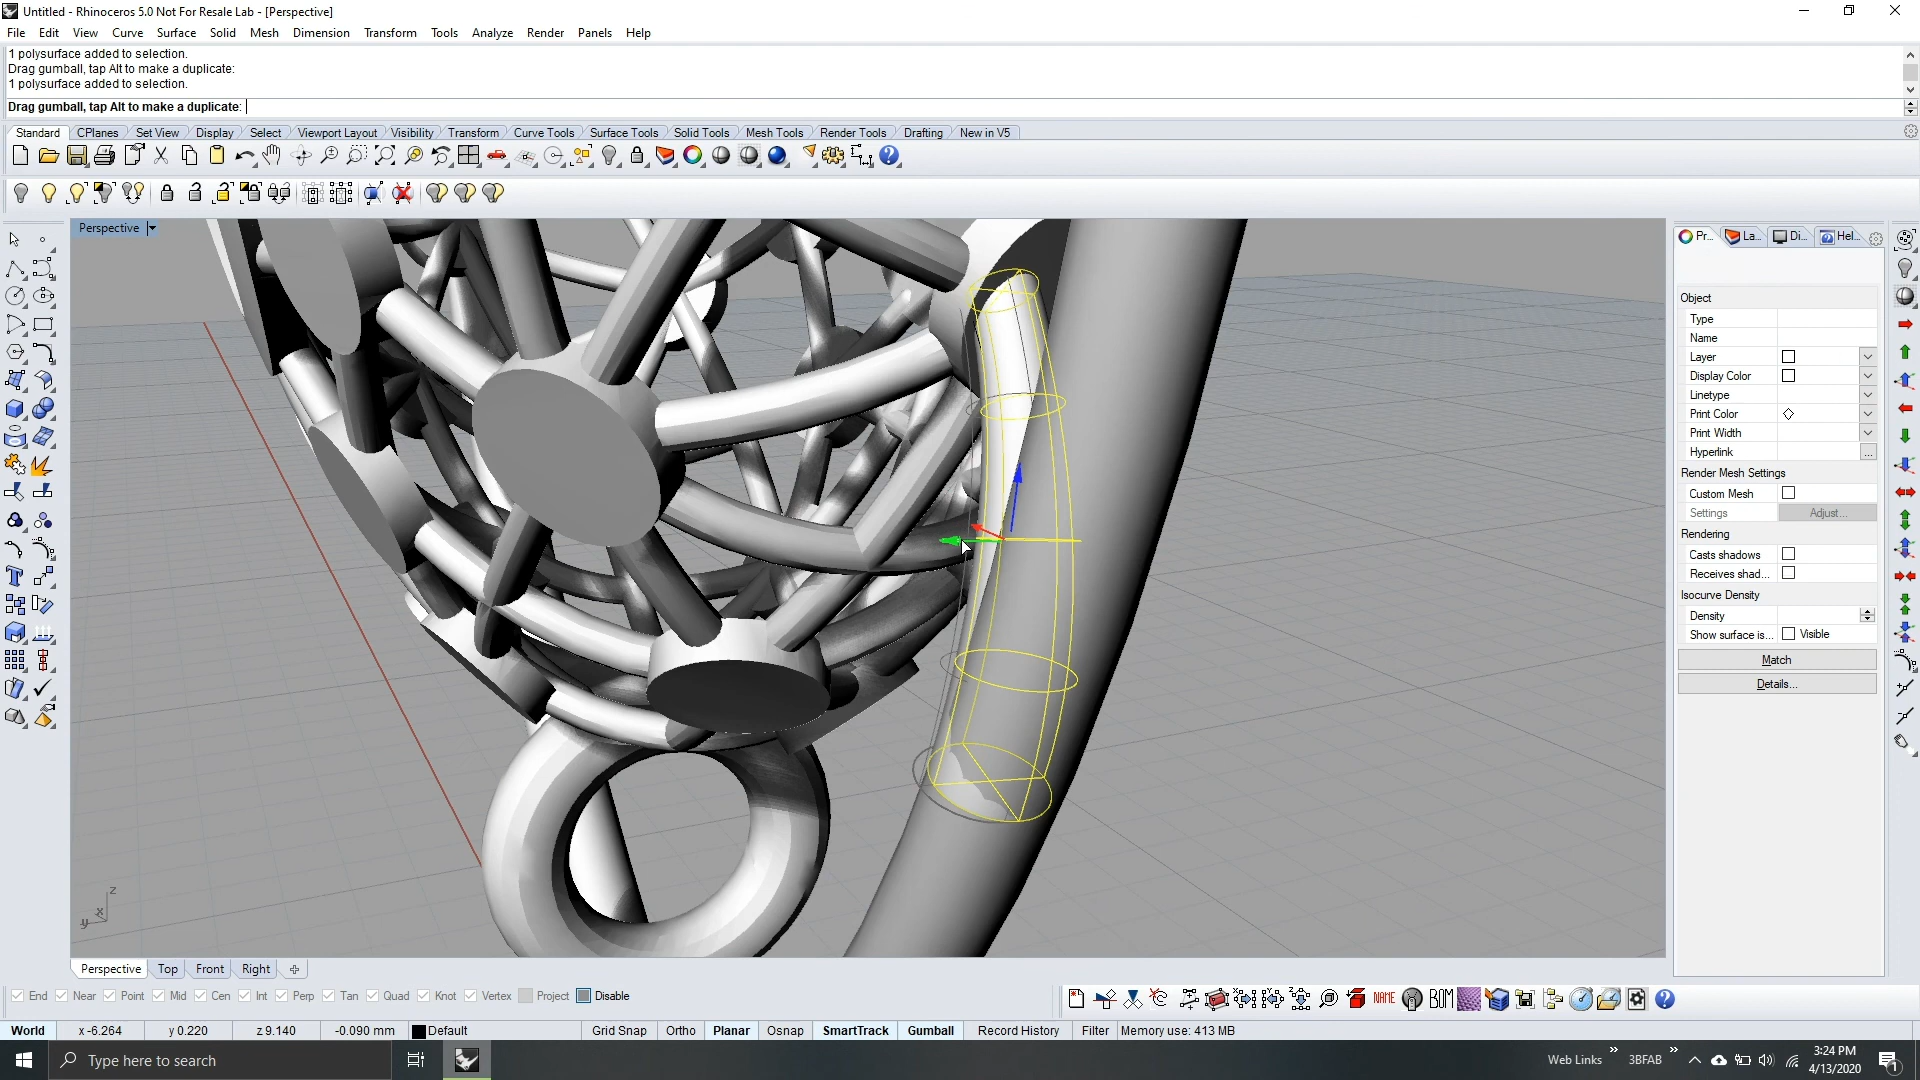 Untitled - Rhinoceros 5.0 Not For Resale Lab - [Perspective]
File Edit View Curve Surface Solid Mesh Dimension Transform Tools Analyze Render Panels Help
1 polysurface added to selection.
Drag gumball, tap Alt to make a duplicate:
1 polysurface added to selection.
Drag gumball, tap Alt to make a duplicate:
Standard CPlanes Set View Display Select Viewport Layout Visibility Transform Curve Tools Surface Tools Solid Tools Mesh Tools Render Tools Drafting New in V5
Perspective
Pr... La... Di... Hel...
Object
Type
Name
Layer
Display Color
Linetype
Print Color
Print Width
Hyperlink ...
Render Mesh Settings
Custom Mesh
Settings Adjust...
Rendering
Casts shadows
Receives shad...
Isocurve Density
Density
Show surface is... Visible
Match
Details...
z
x
y
Perspective Top Front Right
End Near Point Mid Cen Int Perp Tan Quad Knot Vertex Project Disable
NAME BOM
World x -6.264 y 0.220 z 9.140 -0.090 mm Default Grid Snap Ortho Planar Osnap SmartTrack Gumball Record History Filter Memory use: 413 MB
Type here to search
Web Links » 3BFAB »
3:24 PM
4/13/2020
1